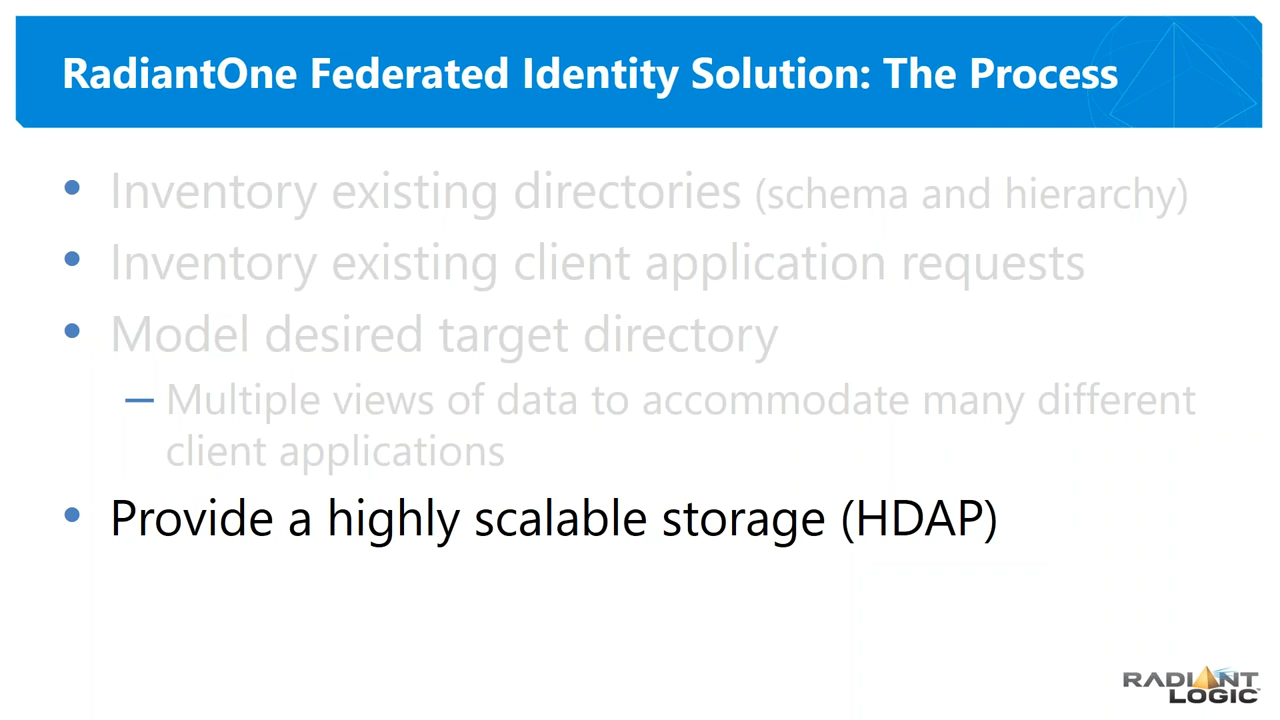 RadiantOne Federated Identity Solution: The Process
• Inventory existing directories (schema and hierarchy)
• Inventory existing client application requests
• Model desired target directory
– Multiple views of data to accommodate many different
client applications
• Provide a highly scalable storage (HDAP)
RADIANT
LOGIC